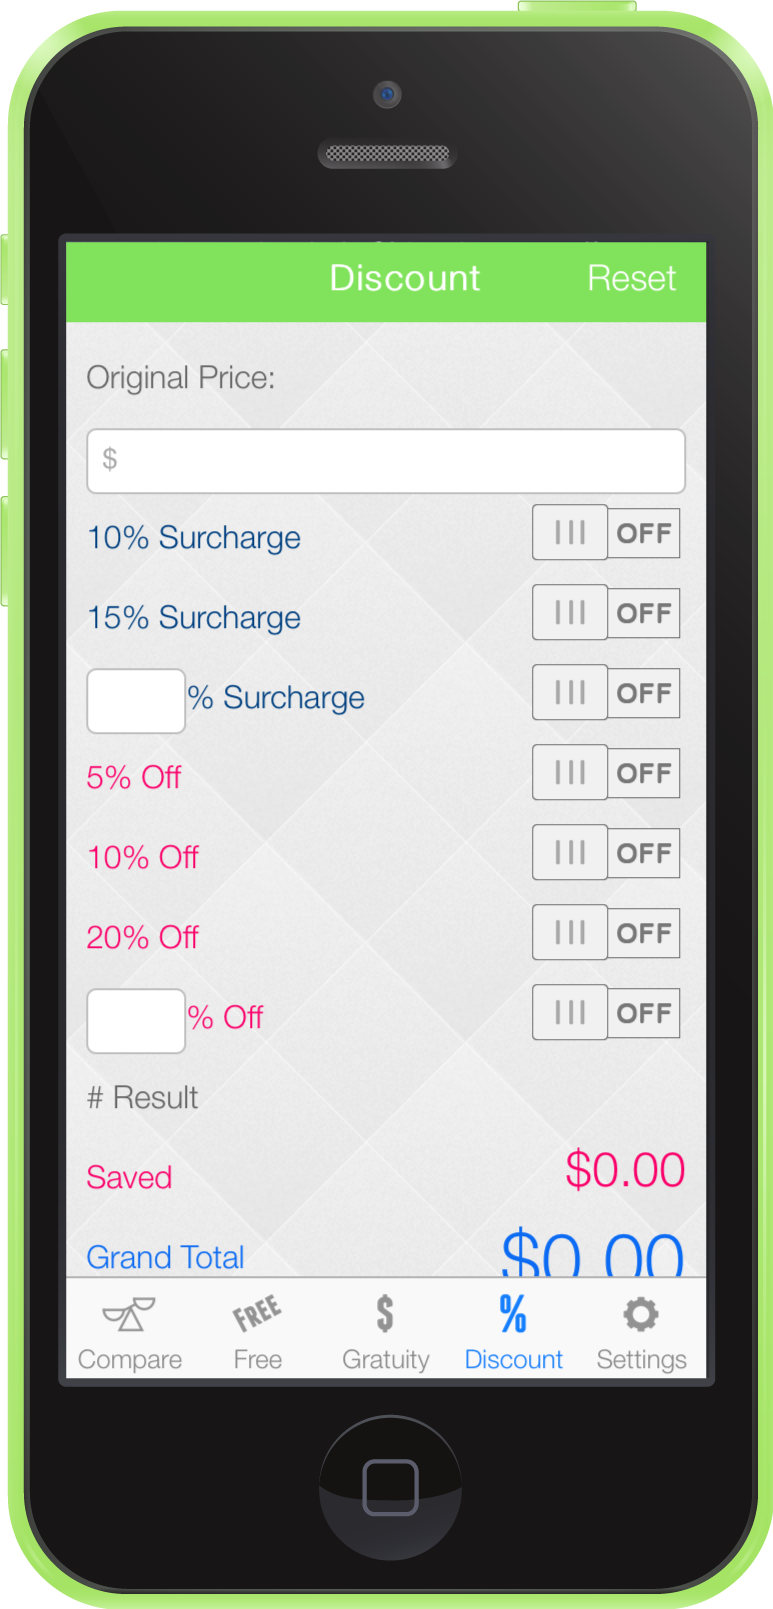 Discount Reset
Original Price:
$
10% Surcharge OFF
15% Surcharge OFF
% Surcharge OFF
5% Off OFF
10% Off OFF
20% Off OFF
% Off OFF
# Result
Saved $0.00
Grand Total $0.00
FREE $ %
Compare Free Gratuity Discount Settings